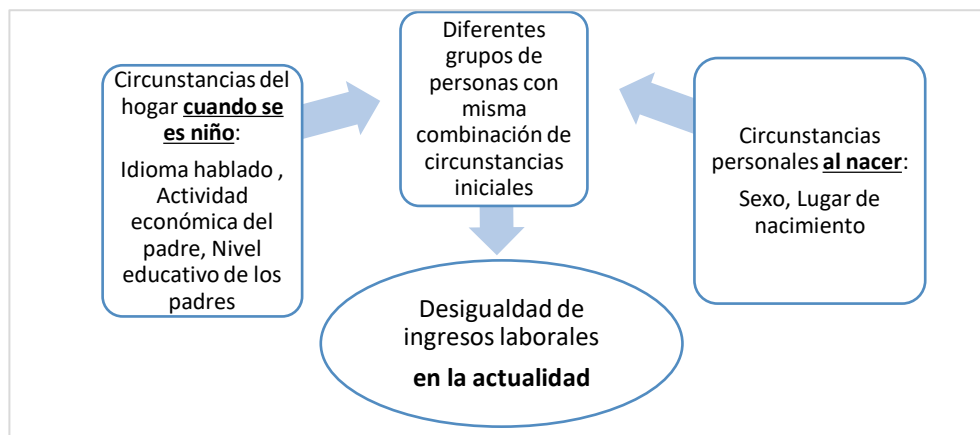 Circunstancias del
hogar cuando se
es niño:
Idioma hablado ,
Actividad
económica del
padre, Nivel
educativo de los
padres
Diferentes
grupos de
personas con
misma
combinación de
circunstancias
iniciales
Circunstancias
personales al nacer:
Sexo, Lugar de
nacimiento
Desigualdad de
ingresos laborales
en la actualidad